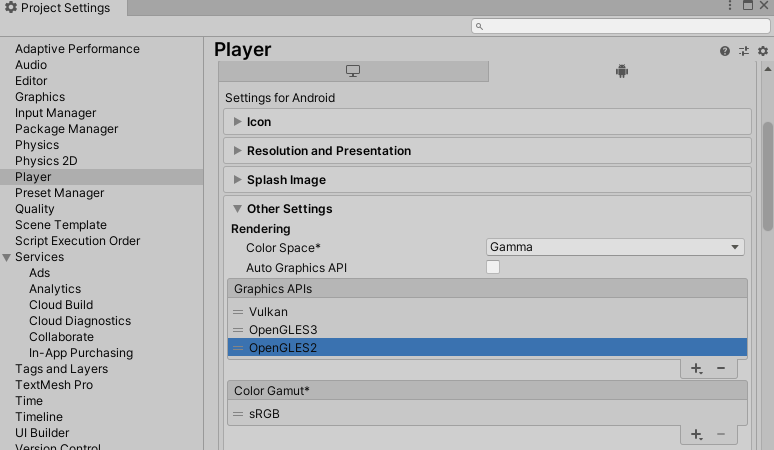 Project Settings
Adaptive Performance
Audio
Editor
Graphics
Input Manager
Package Manager
Physics
Physics 2D
Player
Preset Manager
Quality
Scene Template
Script Execution Order
Services
Ads
Analytics
Cloud Build
Cloud Diagnostics
Collaborate
In-App Purchasing
Tags and Layers
TextMesh Pro
Time
Timeline
UI Builder
Version Control
Player
Settings for Android
Icon
Resolution and Presentation
Splash Image
Other Settings
Rendering
Color Space* Gamma
Auto Graphics API
Graphics APIs
Vulkan
OpenGLES3
OpenGLES2
Color Gamut*
sRGB